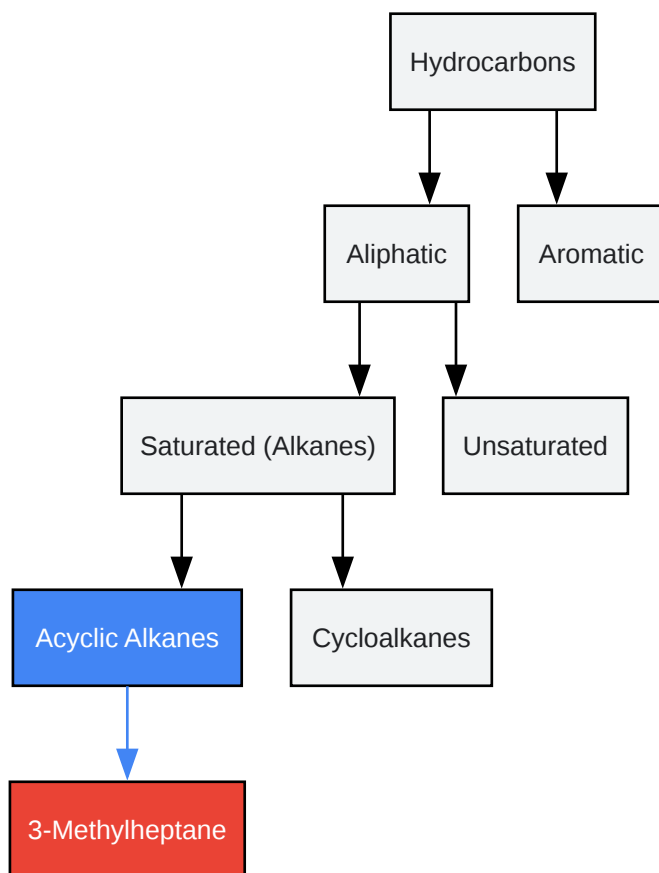 Hydrocarbons
Aliphatic
Aromatic
Saturated (Alkanes)
Unsaturated
Acyclic Alkanes
Cycloalkanes
3-Methylheptane